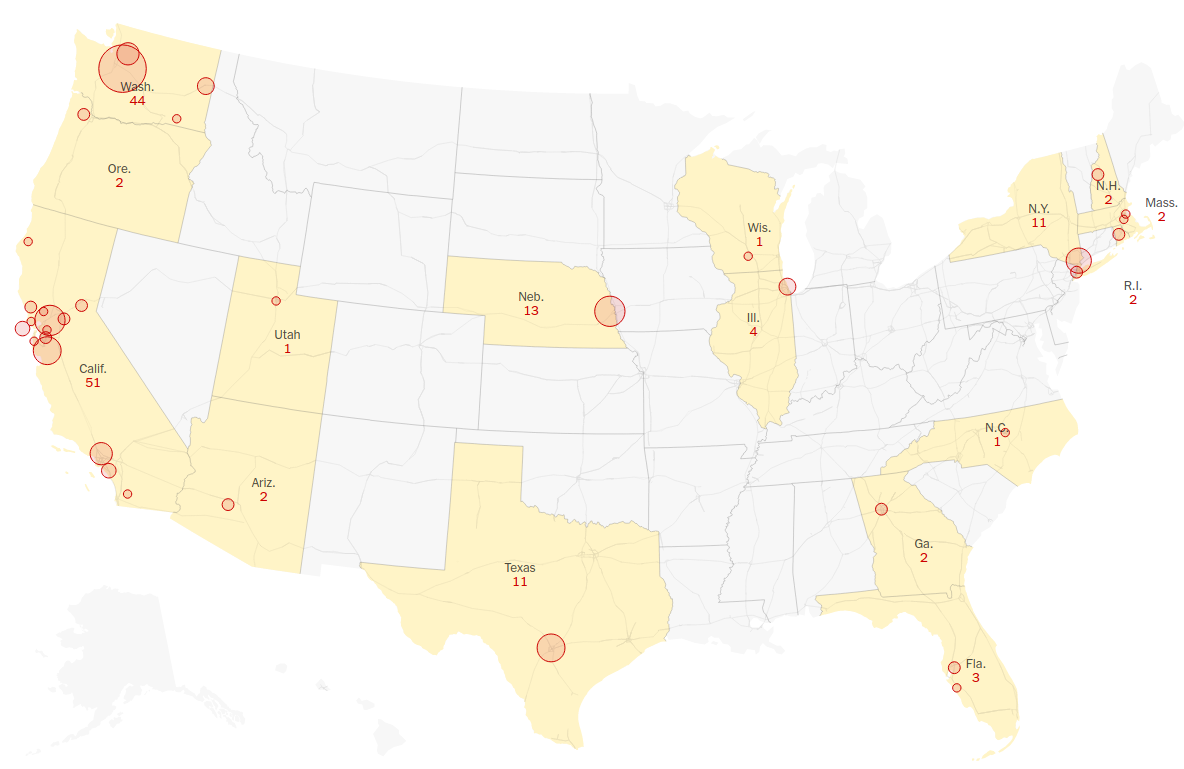 Wash.
44
Ore.
2
N.H.
2
Mass.
2
N.Y.
11
Wis.
1
R.I.
2
Neb.
13
Ill.
4
Utah
1
Calif.
51
N.C.
1
Ariz.
2
Ga.
2
Texas
11
Fla.
3